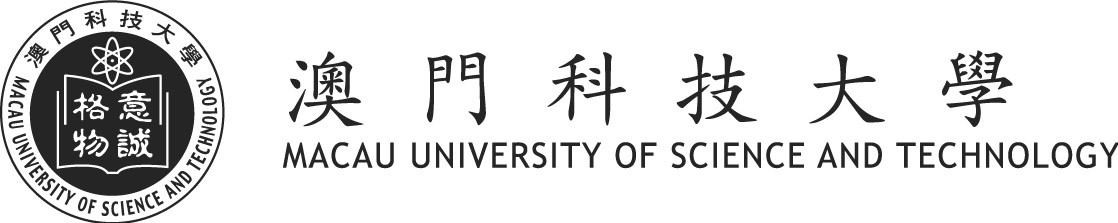 澳門科技大學
意誠
格物
MACAU UNIVERSITY OF SCIENCE AND TECHNOLOGY
澳門科技大學
MACAU UNIVERSITY OF SCIENCE AND TECHNOLOGY